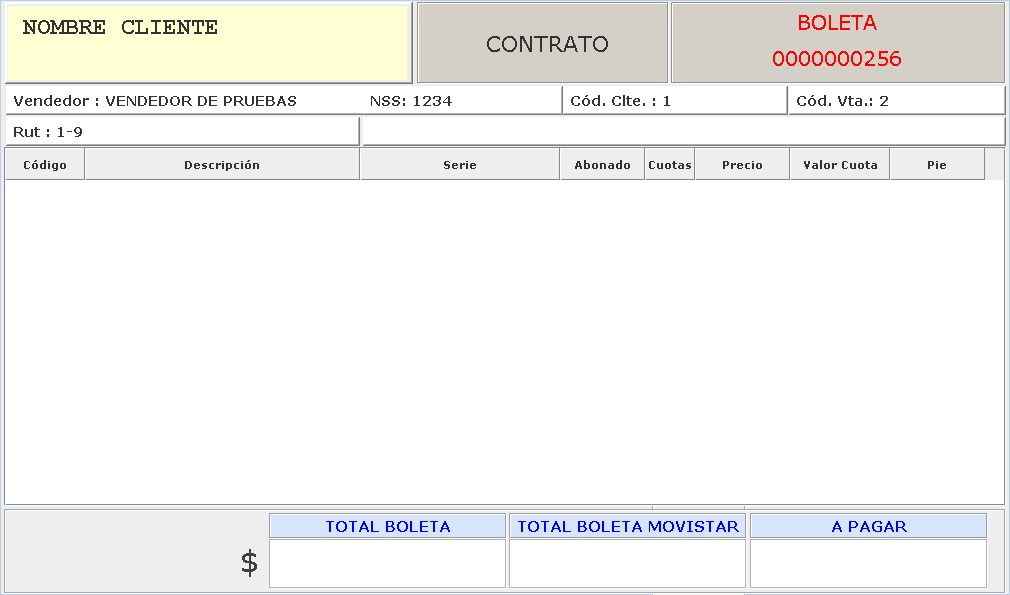 NOMBRE CLIENTE
CONTRATO
BOLETA
0000000256
Vendedor : VENDEDOR DE PRUEBAS NSS: 1234 Cód. Clte. : 1 Cód. Vta.: 2
Rut : 1-9
Código Descripción Serie Abonado Cuotas Precio Valor Cuota Pie
TOTAL BOLETA TOTAL BOLETA MOVISTAR A PAGAR
$